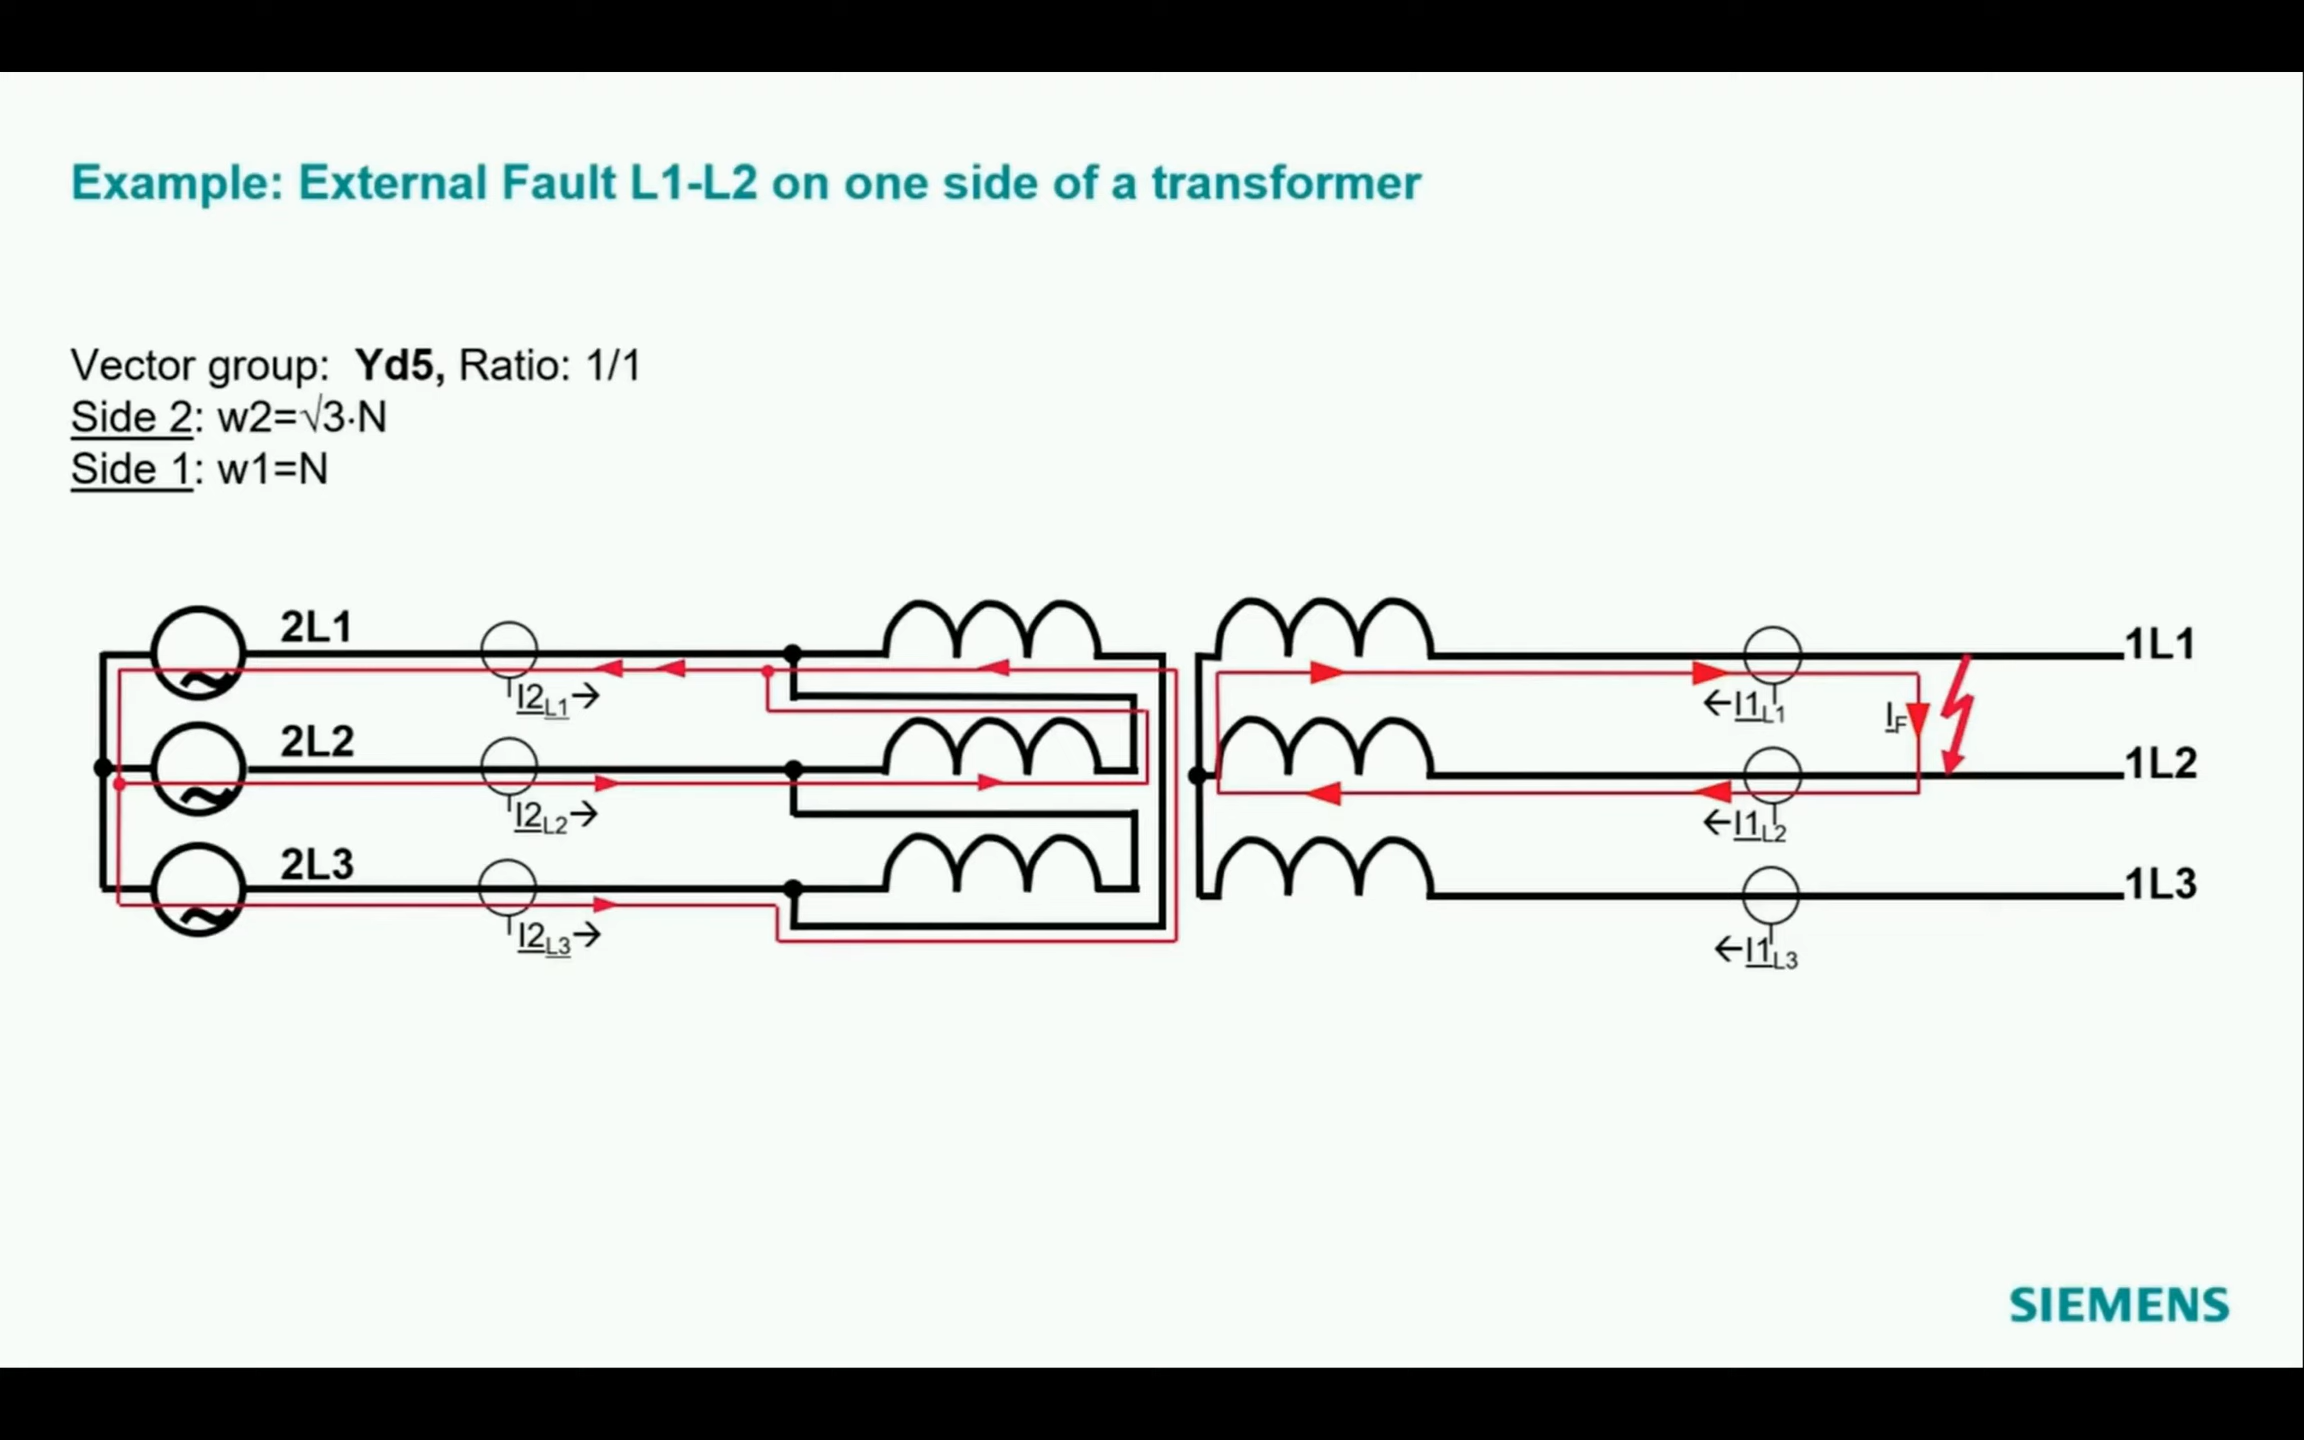 Example: External Fault L1-L2 on one side of a transformer
Vector group: Yd5, Ratio: 1/1
Side 2: w2=√3·N
Side 1: w1=N
2L1
I2L1→
2L2
I2L2→
2L3
I2L3→
1L1
←I1L1
IF
1L2
←I1L2
1L3
←I1L3
SIEMENS